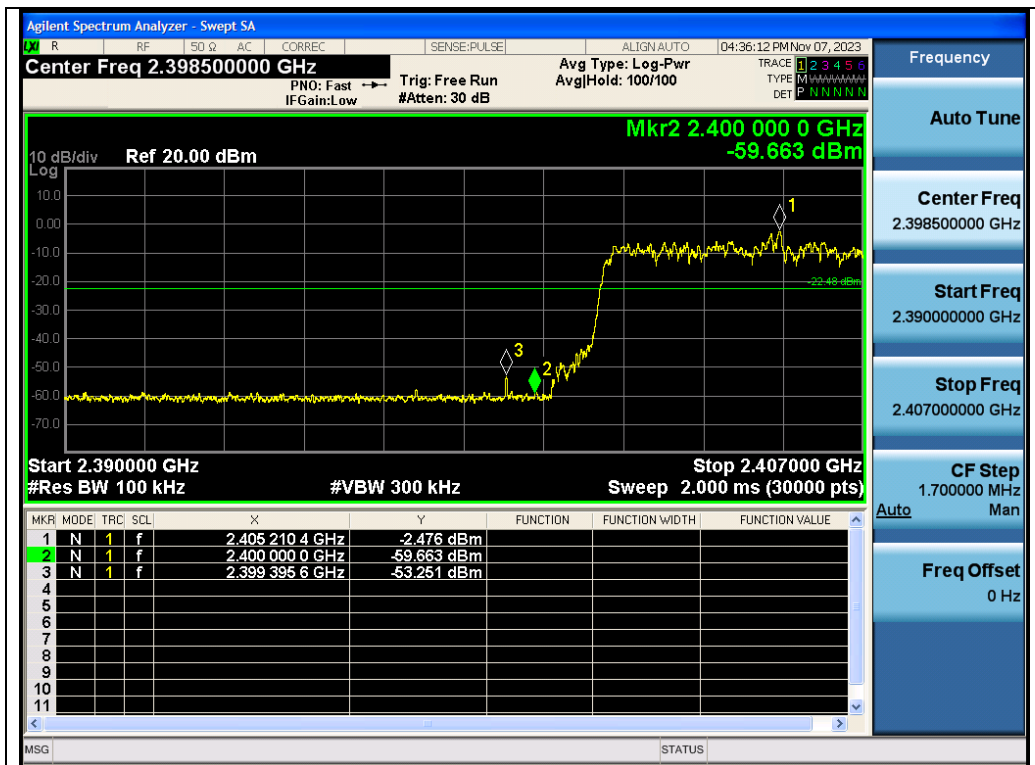 Agilent Spectrum Analyzer - Swept SA
LXI R RF 50 Ω AC CORREC SENSE:PULSE ALIGN AUTO 04:36:12 PM Nov 07, 2023
Center Freq 2.398500000 GHz
PNO: Fast
IFGain:Low
Trig: Free Run
#Atten: 30 dB
Avg Type: Log-Pwr
Avg|Hold: 100/100
TRACE 1 2 3 4 5 6
TYPE M WWWWW
DET P N N N N N
Mkr2 2.400 000 0 GHz
-59.663 dBm
10 dB/div Ref 20.00 dBm
Log
10.0
0.00
-10.0
-20.0
-30.0
-40.0
-50.0
-60.0
-70.0
1
-22.48 dBm
3
2
Start 2.390000 GHz Stop 2.407000 GHz
#Res BW 100 kHz #VBW 300 kHz Sweep 2.000 ms (30000 pts)
MKR MODE TRC SCL X Y FUNCTION FUNCTION WIDTH FUNCTION VALUE
1 N 1 f 2.405 210 4 GHz -2.476 dBm
2 N 1 f 2.400 000 0 GHz -59.663 dBm
3 N 1 f 2.399 395 6 GHz -53.251 dBm
4
5
6
7
8
9
10
11
MSG STATUS
Frequency
Auto Tune
Center Freq
2.398500000 GHz
Start Freq
2.390000000 GHz
Stop Freq
2.407000000 GHz
CF Step
1.700000 MHz
Auto Man
Freq Offset
0 Hz